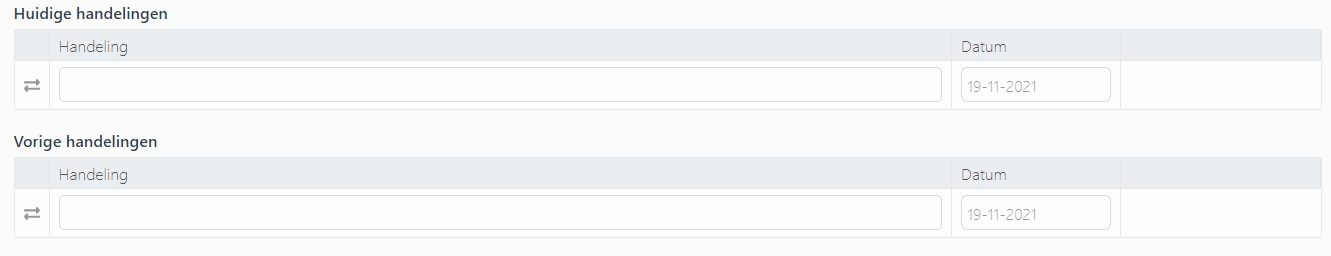 Huidige handelingen
Handeling Datum
19-11-2021
Vorige handelingen
Handeling Datum
19-11-2021